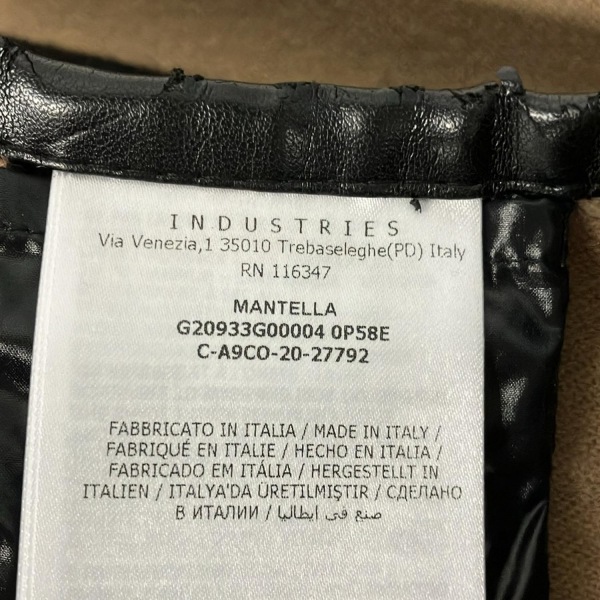 INDUSTRIES
Via Venezia,1 35010 Trebaseleghe(PD) Italy
RN 116347
MANTELLA
G20933G00004 0P58E
C-A9CO-20-27792
FABBRICATO IN ITALIA / MADE IN ITALY /
FABRIQUÉ EN ITALIE / HECHO EN ITALIA /
FABRICADO EM ITÁLIA / HERGESTELLT IN
ITALIEN / ITALYA'DA ÜRETILMIŞTIR / СДЕЛАНО
В ИТАЛИИ / صنع في ايطاليا